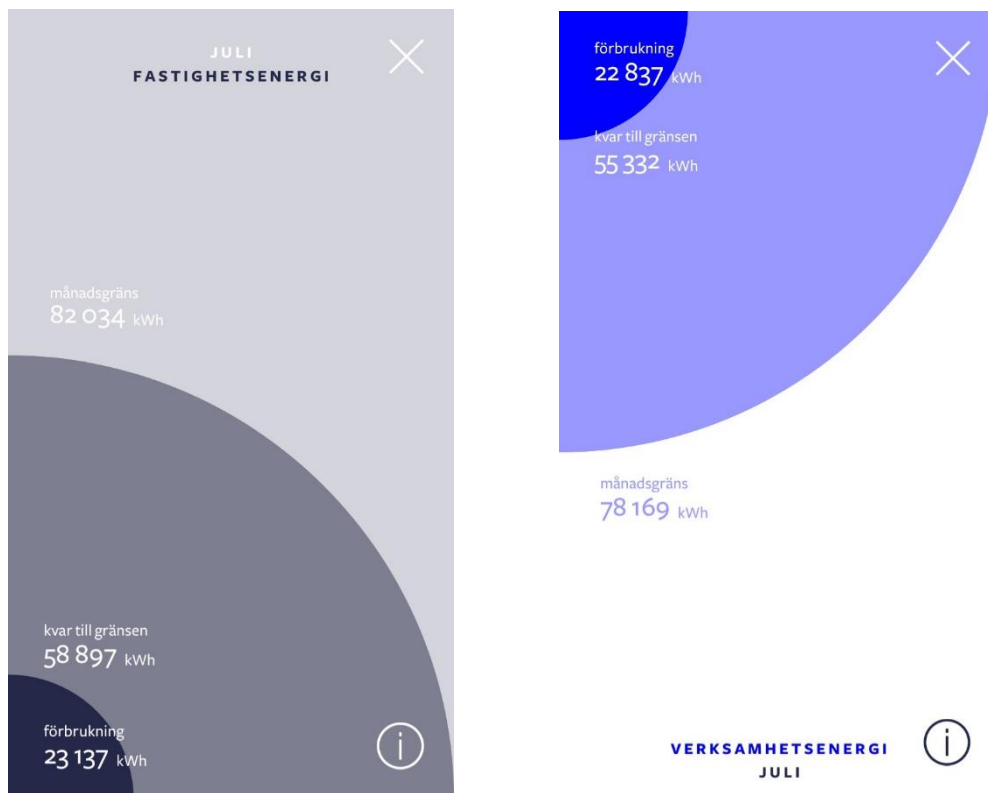 JULI
FASTIGHETSENERGI
månadsgräns
82 034 kWh
kvar till gränsen
58 897 kWh
förbrukning
23 137 kWh
förbrukning
22 837 kWh
kvar till gränsen
55 332 kWh
månadsgräns
78 169 kWh
VERKSAMHETSENERGI
JULI